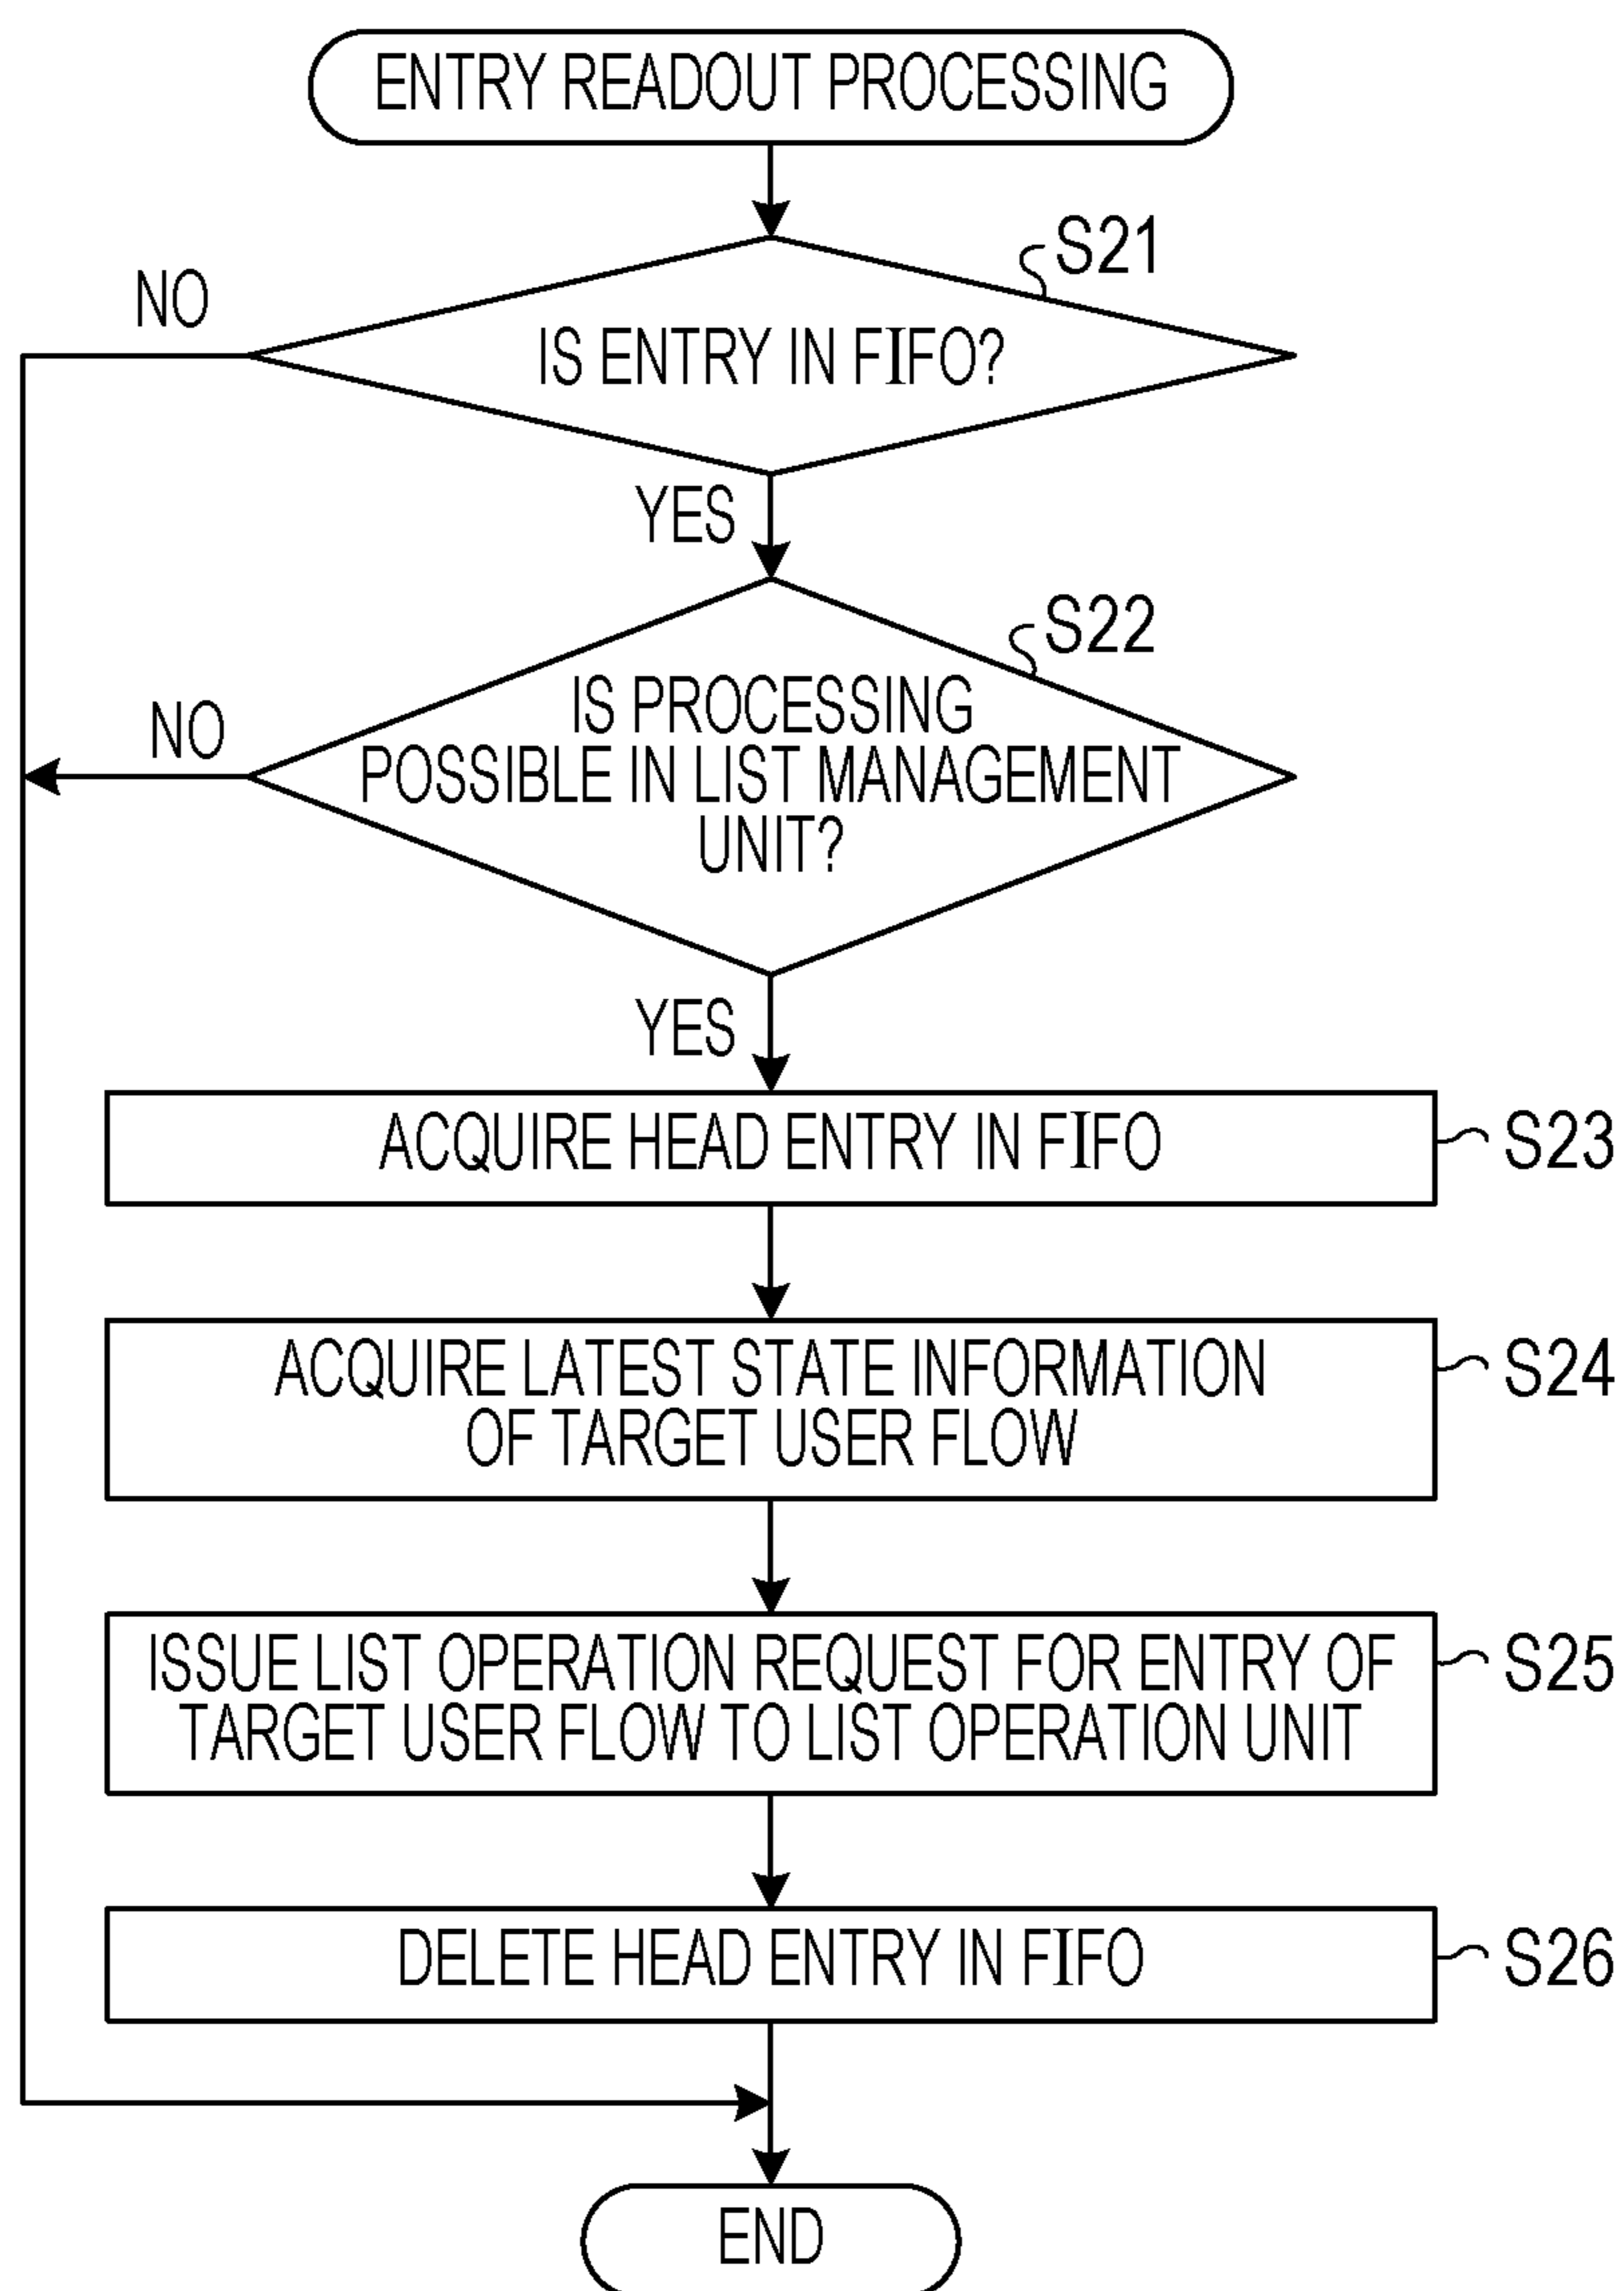 ENTRY READOUT PROCESSING
S21
NO
IS ENTRY IN FIFO?
YES
S22
NO
IS PROCESSING
POSSIBLE IN LIST MANAGEMENT
UNIT?
YES
ACQUIRE HEAD ENTRY IN FIFO
S23
ACQUIRE LATEST STATE INFORMATION
OF TARGET USER FLOW
S24
ISSUE LIST OPERATION REQUEST FOR ENTRY OF
TARGET USER FLOW TO LIST OPERATION UNIT
S25
DELETE HEAD ENTRY IN FIFO
S26
END